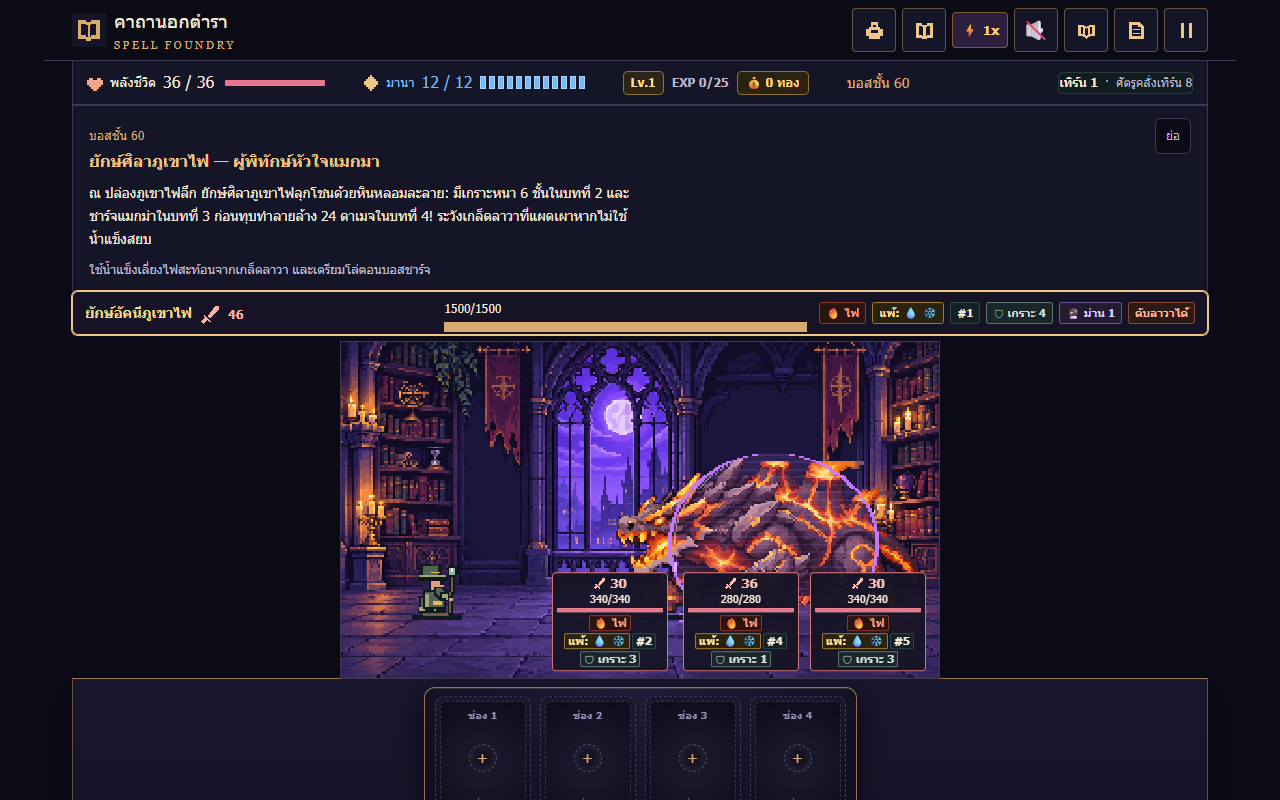 คาถานอกตำรา
SPELL FOUNDRY
1x
พลังชีวิต 36 / 36
มานา 12 / 12
Lv.1 EXP 0/25 0 ทอง
บอสชั้น 60
เทิร์น 1 · ศัตรูคลั่งเทิร์น 8
บอสชั้น 60
ย่อ
ยักษ์ศิลาภูเขาไฟ — ผู้พิทักษ์หัวใจแมกมา
ณ ปล่องภูเขาไฟลึก ยักษ์ศิลาภูเขาไฟลุกโชนด้วยหินหลอมละลาย: มีเกราะหนา 6 ชั้นในบทที่ 2 และ
ชาร์จแมกม่าในบทที่ 3 ก่อนทุบทำลายล้าง 24 ดาเมจในบทที่ 4! ระวังเกล็ดลาวาที่แผดเผาหากไม่ใช้
น้ำแข็งสยบ
ใช้น้ำแข็งเลี่ยงไฟสะท้อนจากเกล็ดลาวา และเตรียมโล่ตอนบอสชาร์จ
ยักษ์อัคนีภูเขาไฟ 46
1500/1500
ไฟ แพ้: #1 เกราะ 4 ม่าน 1 ดับลาวาได้
30
340/340
ไฟ
แพ้: #2
เกราะ 3
36
280/280
ไฟ
แพ้: #4
เกราะ 1
30
340/340
ไฟ
แพ้: #5
เกราะ 3
ช่อง 1
+
ช่อง 2
+
ช่อง 3
+
ช่อง 4
+